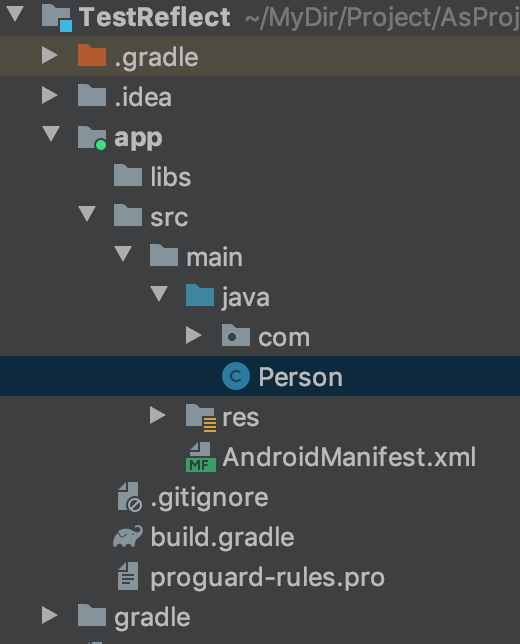 TestReflect ~/MyDir/Project/AsProj
.gradle
.idea
app
libs
src
main
java
com
C Person
res
MF AndroidManifest.xml
.gitignore
build.gradle
proguard-rules.pro
gradle